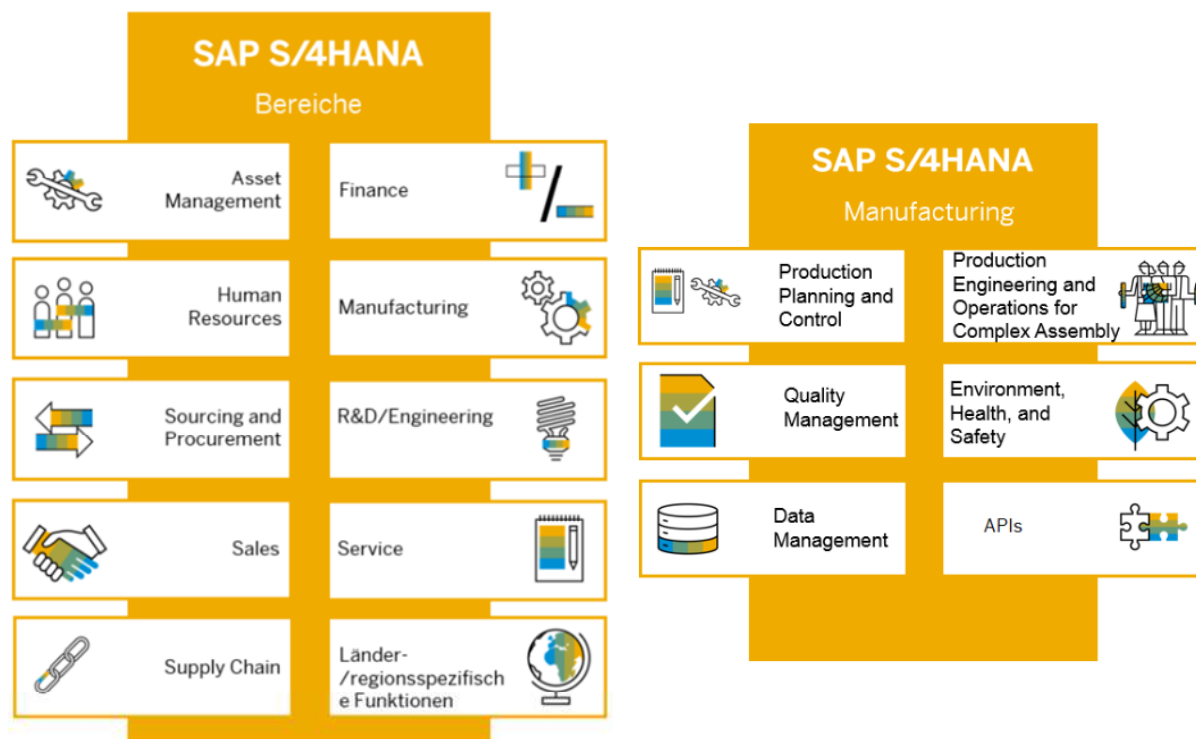 SAP S/4HANA
Bereiche
Asset
Management
Finance
Human
Resources
Manufacturing
Sourcing and
Procurement
R&D/Engineering
Sales
Service
Supply Chain
Länder-
/regionsspezifisch
e Funktionen
SAP S/4HANA
Manufacturing
Production
Planning and
Control
Production
Engineering and
Operations for
Complex Assembly
Quality
Management
Environment,
Health, and
Safety
Data
Management
APIs